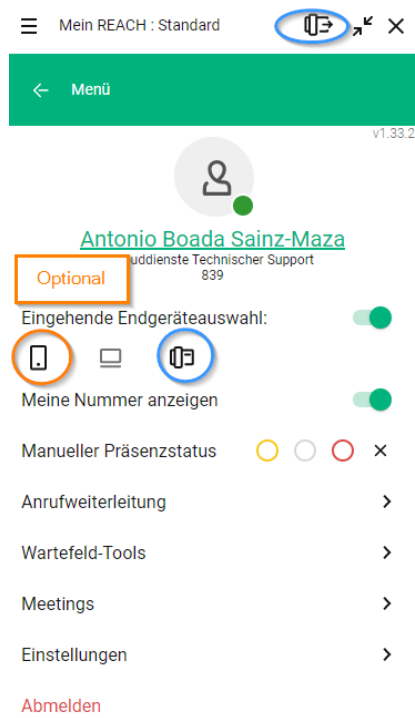 Mein REACH : Standard
Menü
v1.33.2
Antonio Boada Sainz-Maza
uddienste Technischer Support
Optional
839
Eingehende Endgeräteauswahl:
Meine Nummer anzeigen
Manueller Präsenzstatus
Anrufweiterleitung
Wartefeld-Tools
Meetings
Einstellungen
Abmelden